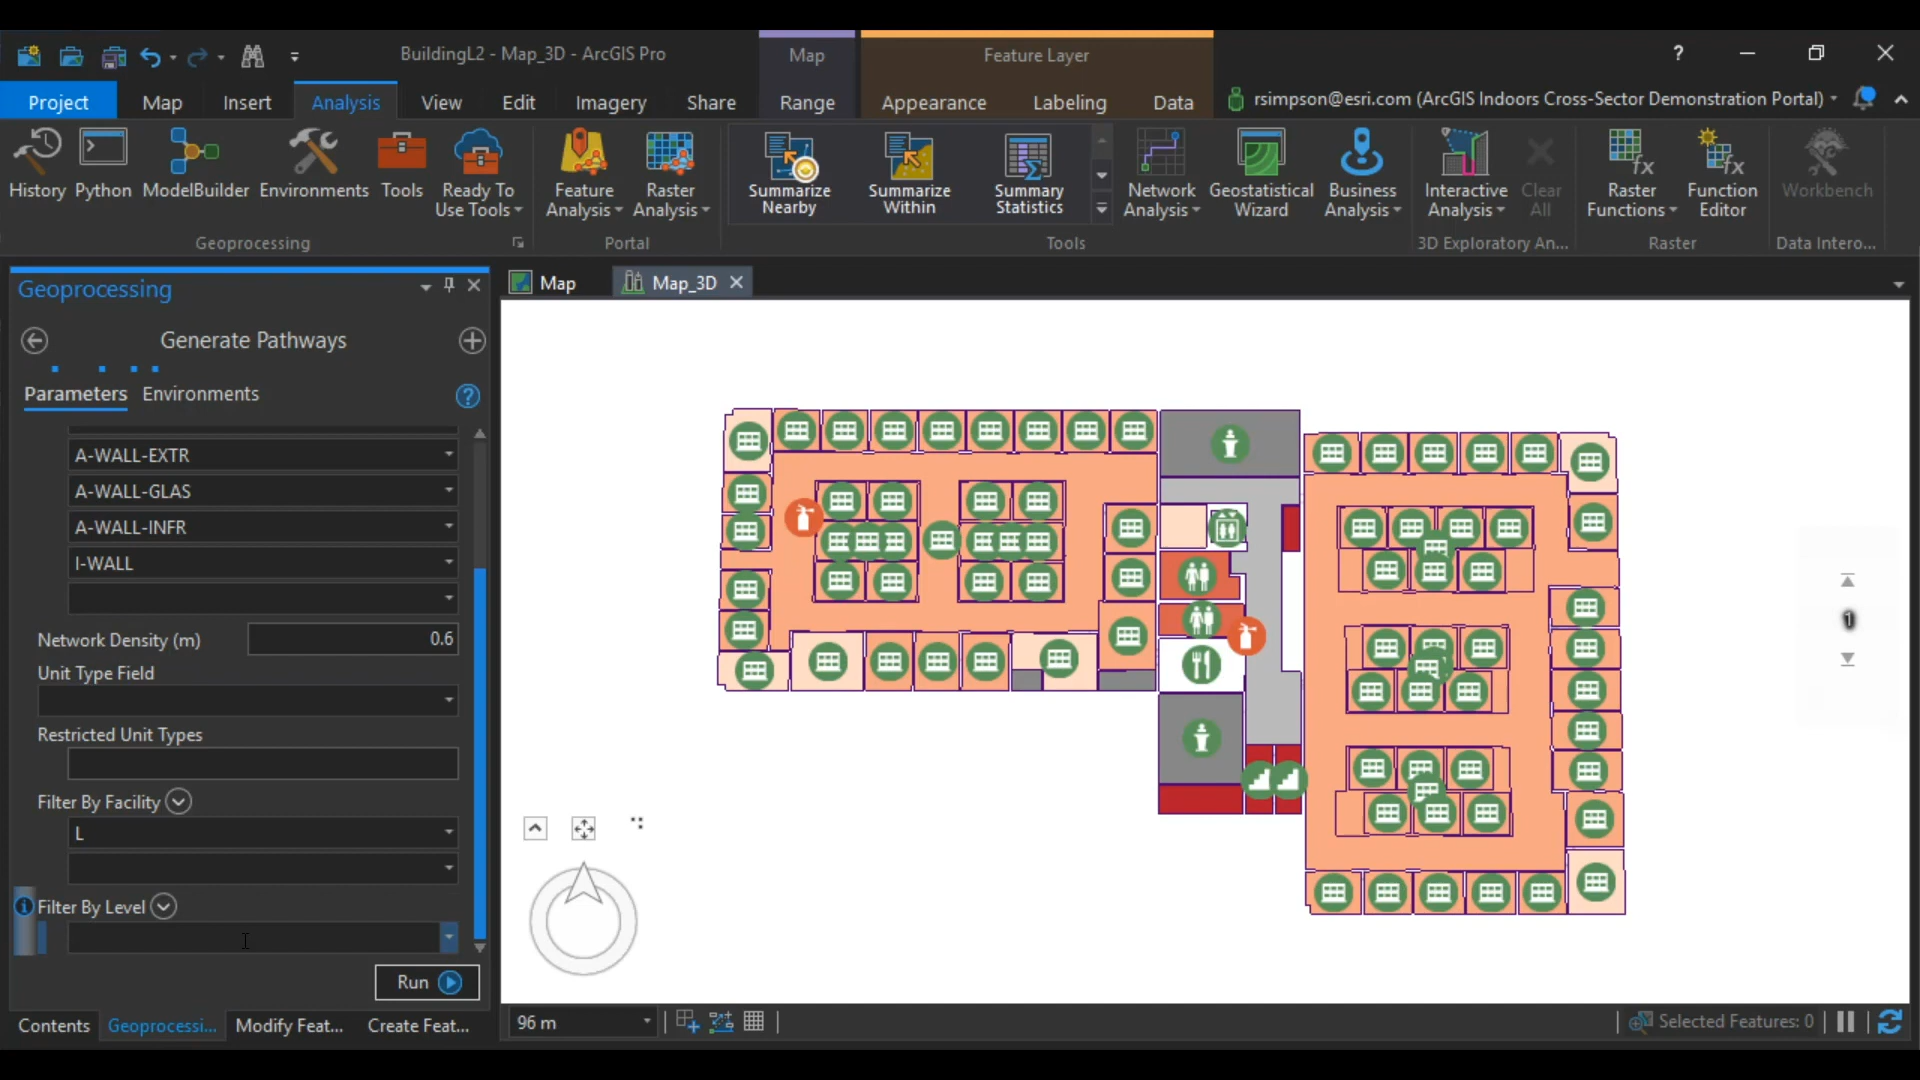 BuildingL2 - Map_3D - ArcGIS Pro
Map
Feature Layer
?
Project
Map
Insert
Analysis
View
Edit
Imagery
Share
Range
Appearance
Labeling
Data
rsimpson@esri.com (ArcGIS Indoors Cross-Sector Demonstration Portal)
History
Python
ModelBuilder
Environments
Tools
Ready To
Use Tools
Feature
Analysis
Raster
Analysis
Summarize
Nearby
Summarize
Within
Summary
Statistics
Network
Analysis
Geostatistical
Wizard
Business
Analysis
Interactive
Analysis
Clear
All
Raster
Functions
Function
Editor
Workbench
Geoprocessing
Portal
Tools
3D Exploratory An...
Raster
Data Intero...
Geoprocessing
Generate Pathways
Parameters
Environments
?
A-WALL-EXTR
A-WALL-GLAS
A-WALL-INFR
I-WALL
Network Density (m)
0.6
Unit Type Field
Restricted Unit Types
Filter By Facility
L
Filter By Level
Run
Contents
Geoprocessi...
Modify Feat...
Create Feat...
Map
Map_3D
1
96 m
Selected Features: 0